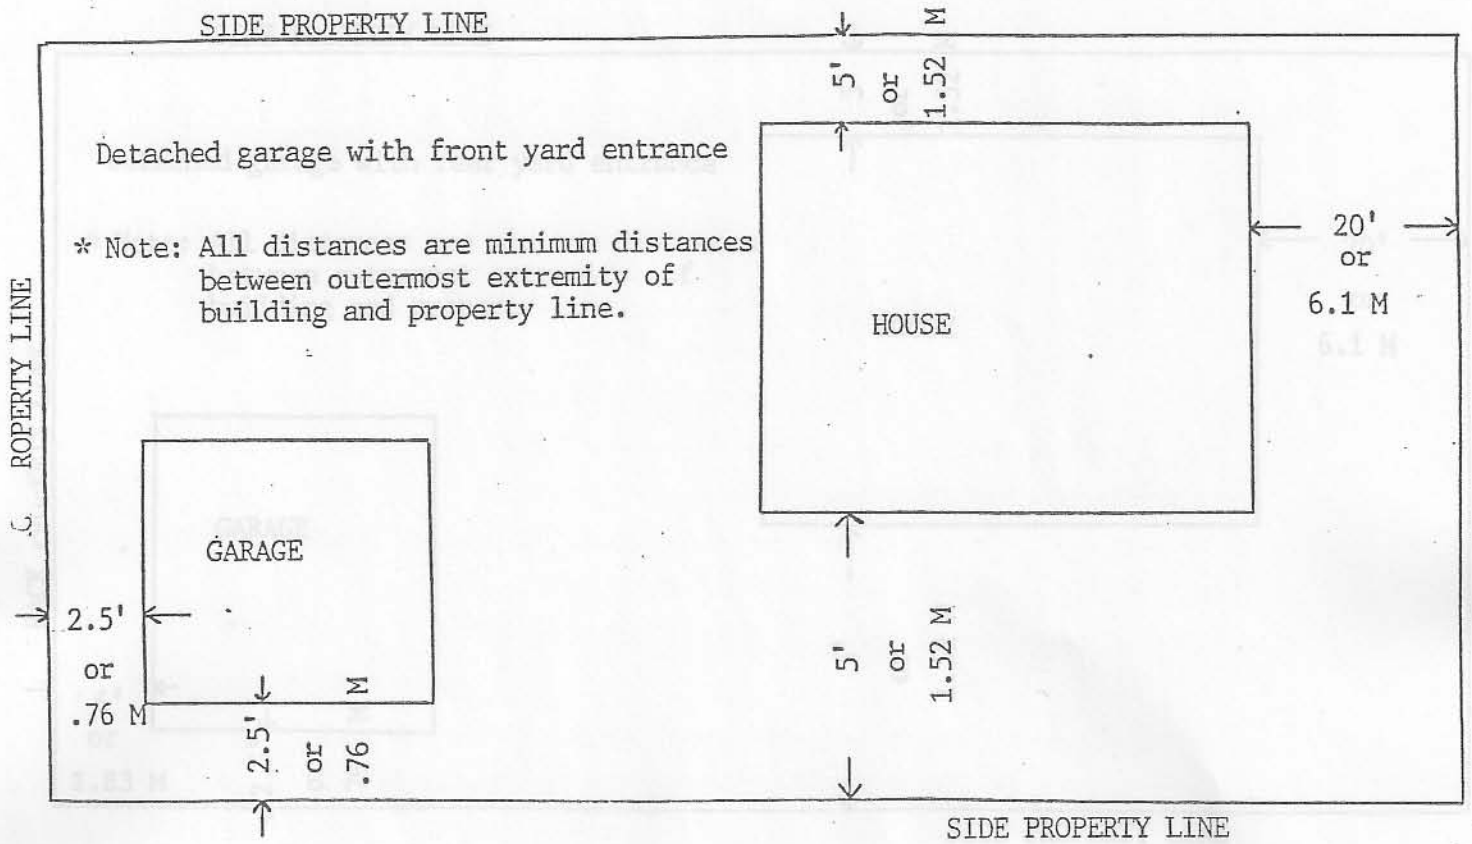 SIDE PROPERTY LINE
5'
or
1.52 M
Detached garage with front yard entrance
* Note: All distances are minimum distances
between outermost extremity of
building and property line.
20'
or
6.1 M
HOUSE
PROPERTY LINE
GARAGE
2.5'
or
.76 M
2.5'
or
.76 M
5'
or
1.52 M
SIDE PROPERTY LINE